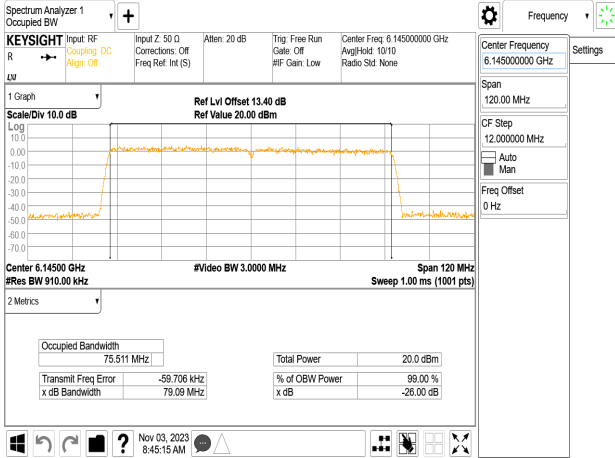 Spectrum Analyzer 1
Occupied BW
Frequency
KEYSIGHT
R
LXI
Input: RF
Coupling: DC
Align: Off
Input Z: 50 Ω
Corrections: Off
Freq Ref: Int (S)
Atten: 20 dB
Trig: Free Run
Gate: Off
#IF Gain: Low
Center Freq: 6.145000000 GHz
Avg|Hold: 10/10
Radio Std: None
Center Frequency
6.145000000 GHz
Settings
Span
120.00 MHz
CF Step
12.000000 MHz
Auto
Man
Freq Offset
0 Hz
1 Graph
Scale/Div 10.0 dB
Ref Lvl Offset 13.40 dB
Ref Value 20.00 dBm
Log
10.0
0.00
-10.0
-20.0
-30.0
-40.0
-50.0
-60.0
-70.0
Center 6.14500 GHz
#Video BW 3.0000 MHz
Span 120 MHz
#Res BW 910.00 kHz
Sweep 1.00 ms (1001 pts)
2 Metrics
Occupied Bandwidth
75.511 MHz
Total Power 20.0 dBm
Transmit Freq Error -59.706 kHz
% of OBW Power 99.00 %
x dB Bandwidth 79.09 MHz
x dB -26.00 dB
?
Nov 03, 2023
8:45:15 AM